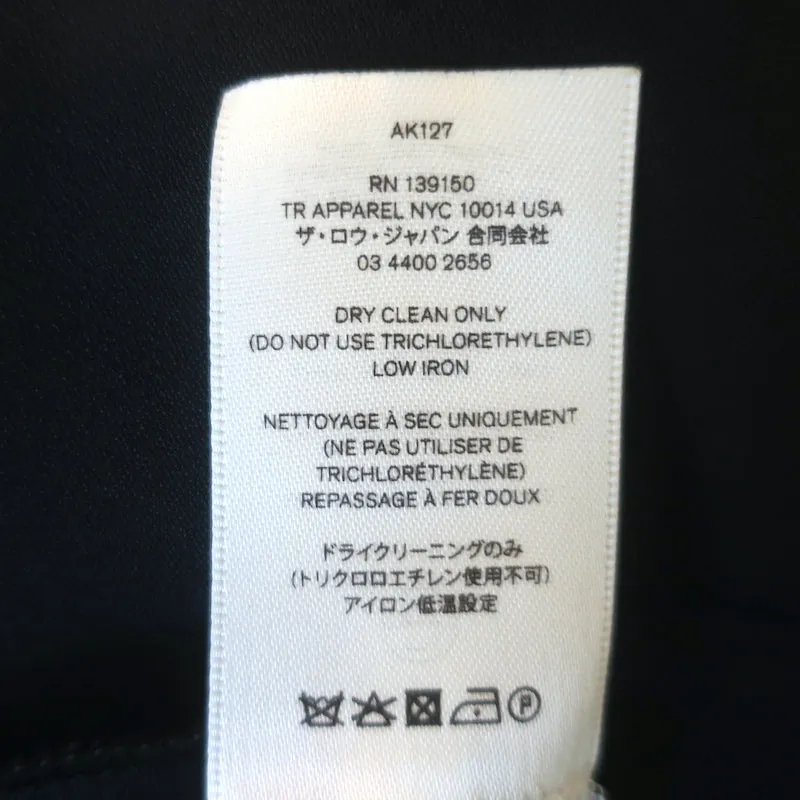 AK127
RN 139150
TR APPAREL NYC 10014 USA
ザ・ロウ・ジャパン 合同会社
03 4400 2656
DRY CLEAN ONLY
(DO NOT USE TRICHLORETHYLENE)
LOW IRON
NETTOYAGE À SEC UNIQUEMENT
(NE PAS UTILISER DE
TRICHLORÉTHYLÈNE)
REPASSAGE À FER DOUX
ドライクリーニングのみ
(トリクロロエチレン使用不可)
アイロン低温設定
P